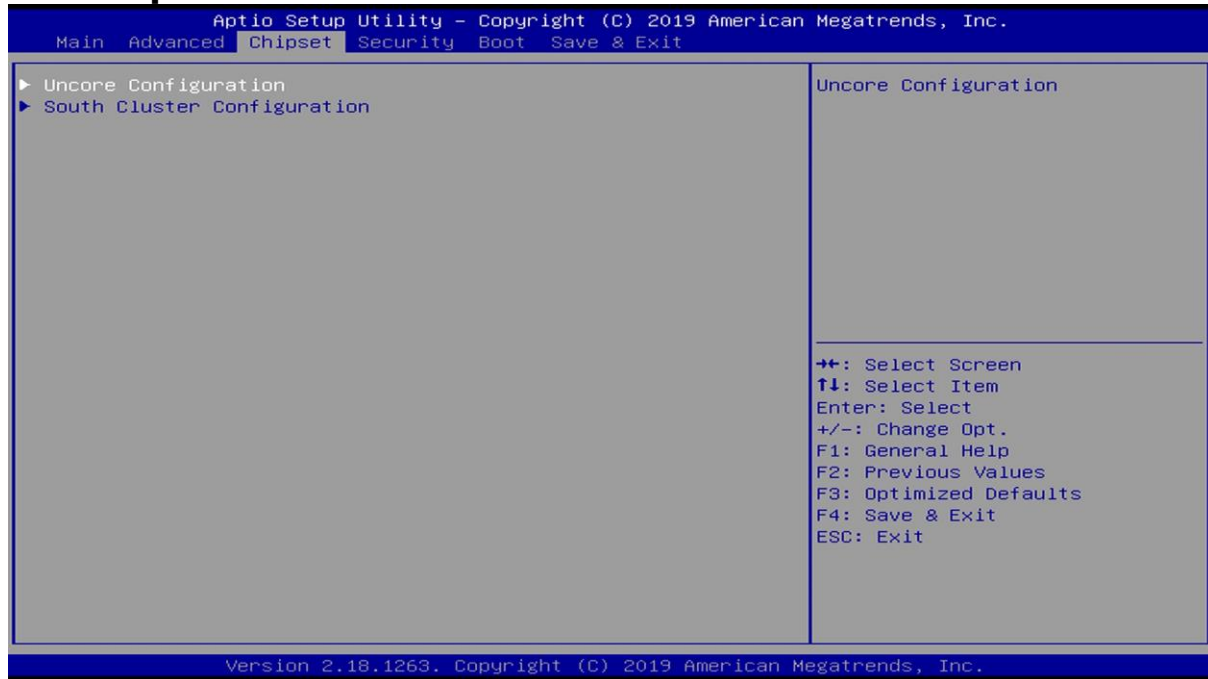 Aptio Setup Utility – Copyright (C) 2019 American Megatrends, Inc.
Main Advanced Chipset Security Boot Save & Exit
▶ Uncore Configuration
▶ South Cluster Configuration
Uncore Configuration
→←: Select Screen
↑↓: Select Item
Enter: Select
+/-: Change Opt.
F1: General Help
F2: Previous Values
F3: Optimized Defaults
F4: Save & Exit
ESC: Exit
Version 2.18.1263. Copyright (C) 2019 American Megatrends, Inc.